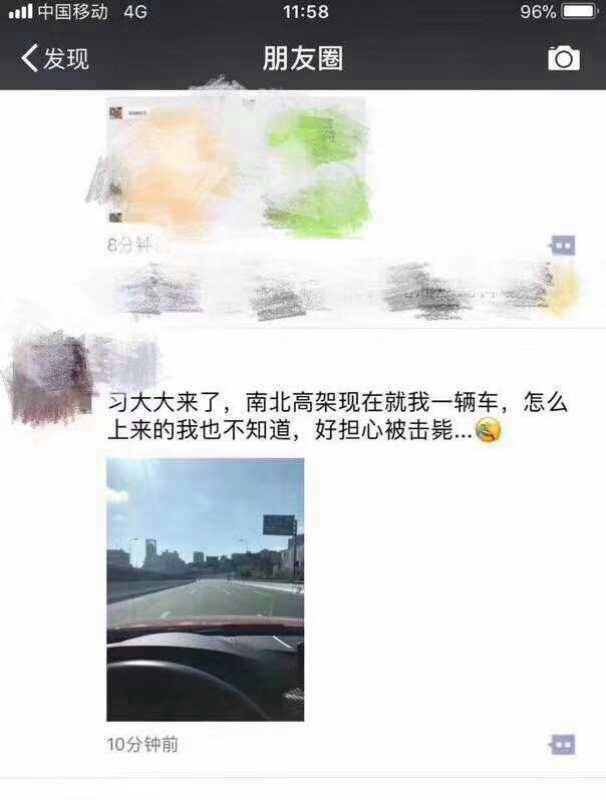 中国移动 4G 11:58 96%
发现 朋友圈
8分钟
习大大来了，南北高架现在就我一辆车，怎么
上来的我也不知道，好担心被击毙...
10分钟前